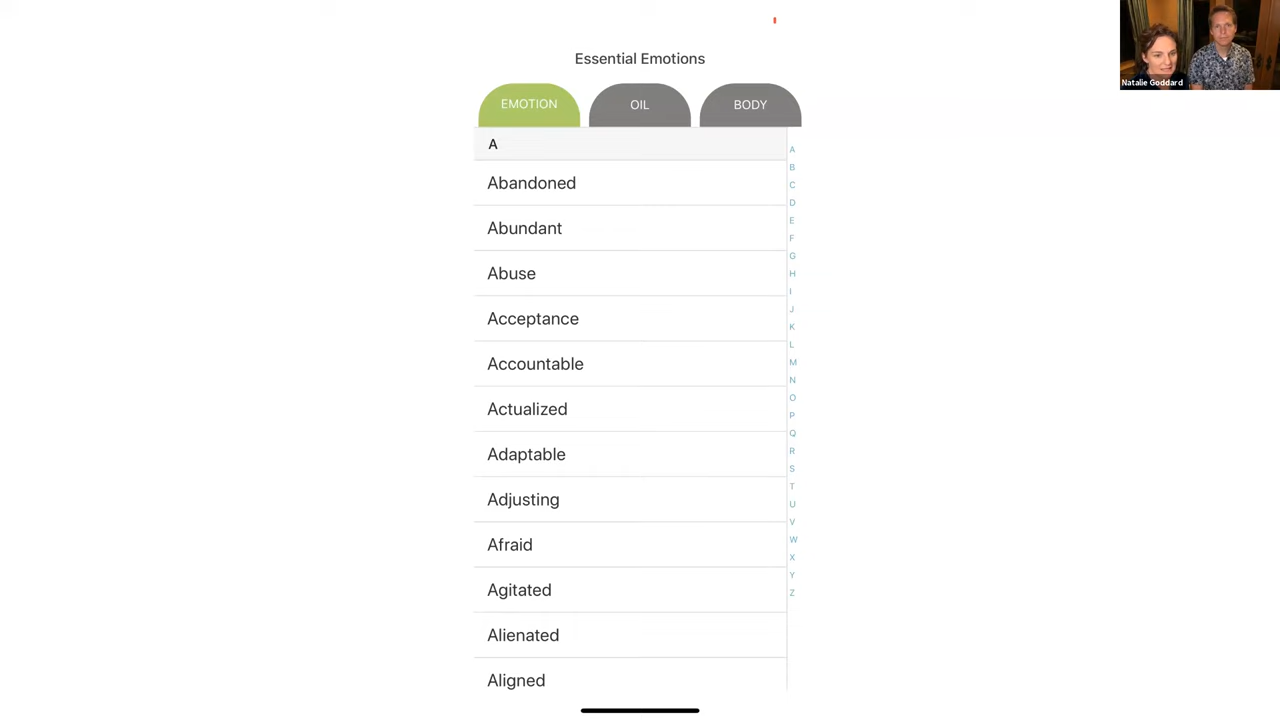 Essential Emotions
EMOTION
OIL
BODY
A
Abandoned
Abundant
Abuse
Acceptance
Accountable
Actualized
Adaptable
Adjusting
Afraid
Agitated
Alienated
Aligned
A
B
C
D
E
F
G
H
I
J
K
L
M
N
O
P
Q
R
S
T
U
V
W
X
Y
Z
Natalie Goddard